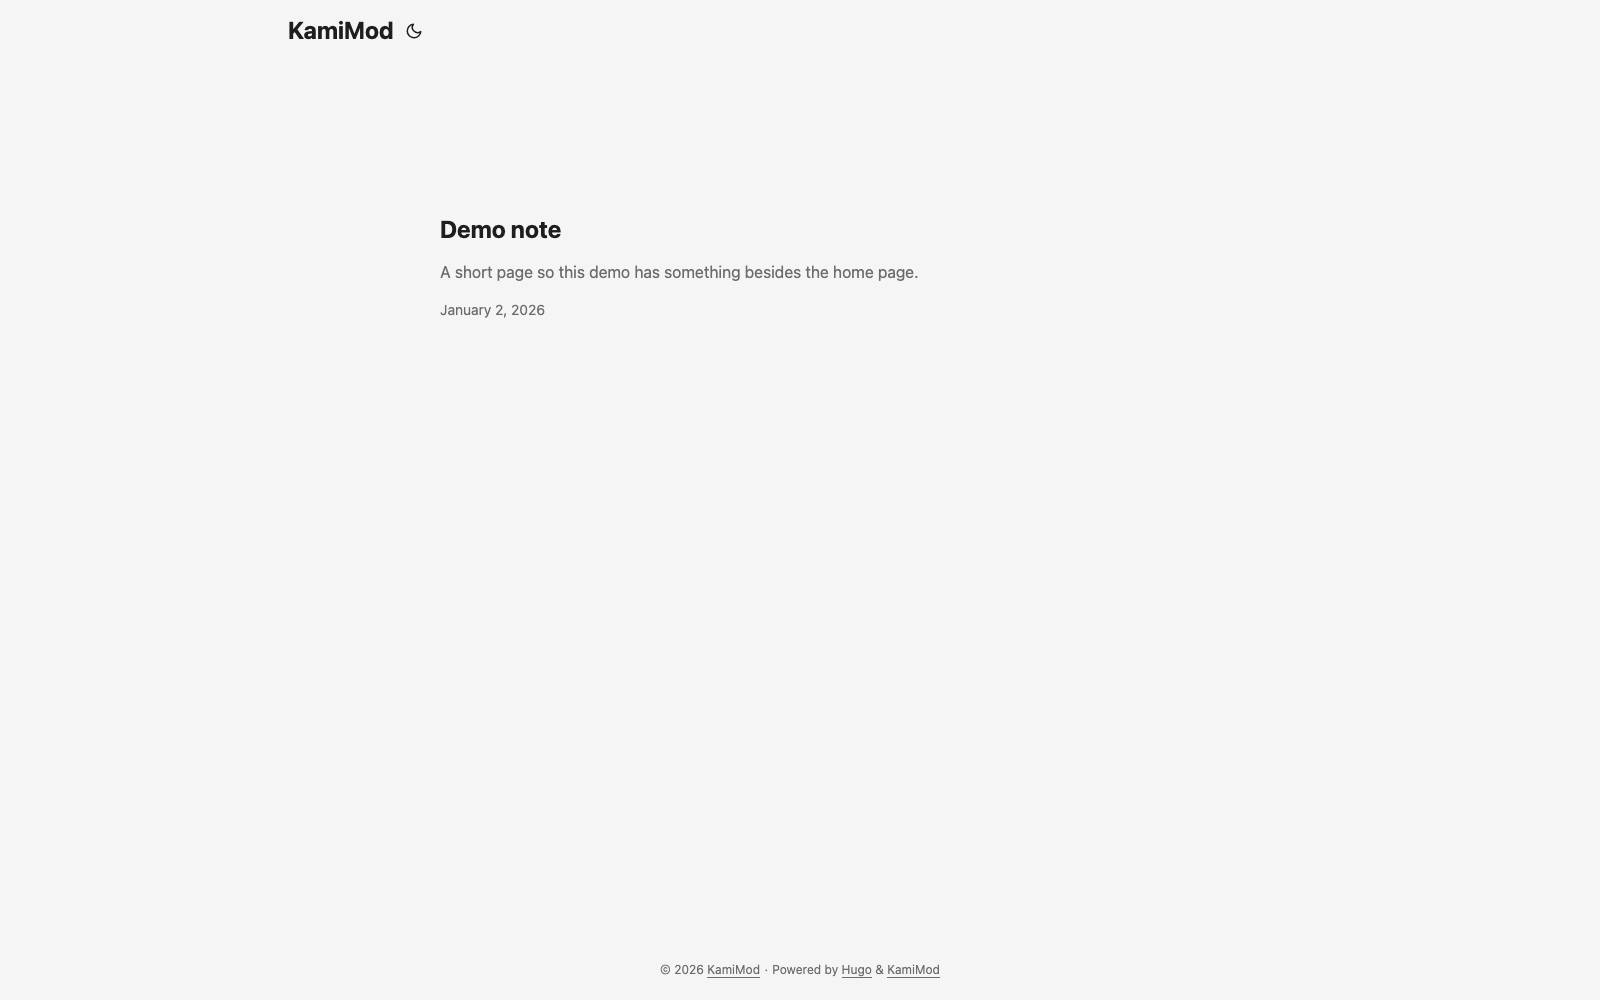 KamiMod
Demo note
A short page so this demo has something besides the home page.
January 2, 2026
© 2026 KamiMod · Powered by Hugo & KamiMod